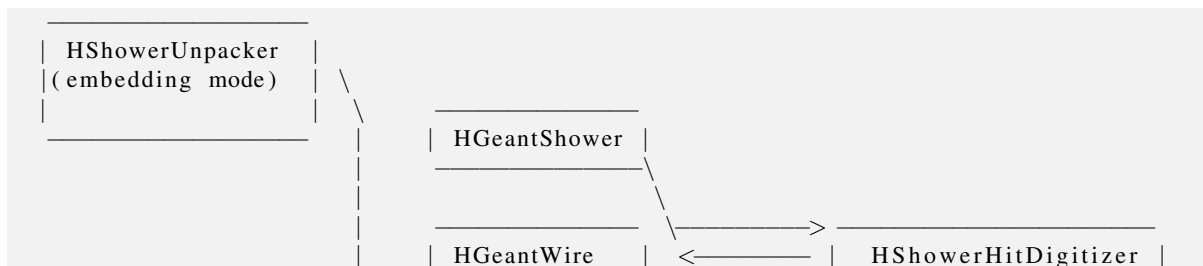 HShowerUnpacker
(embedding mode)
HGeantShower
HGeantWire
HShowerHitDigitizer